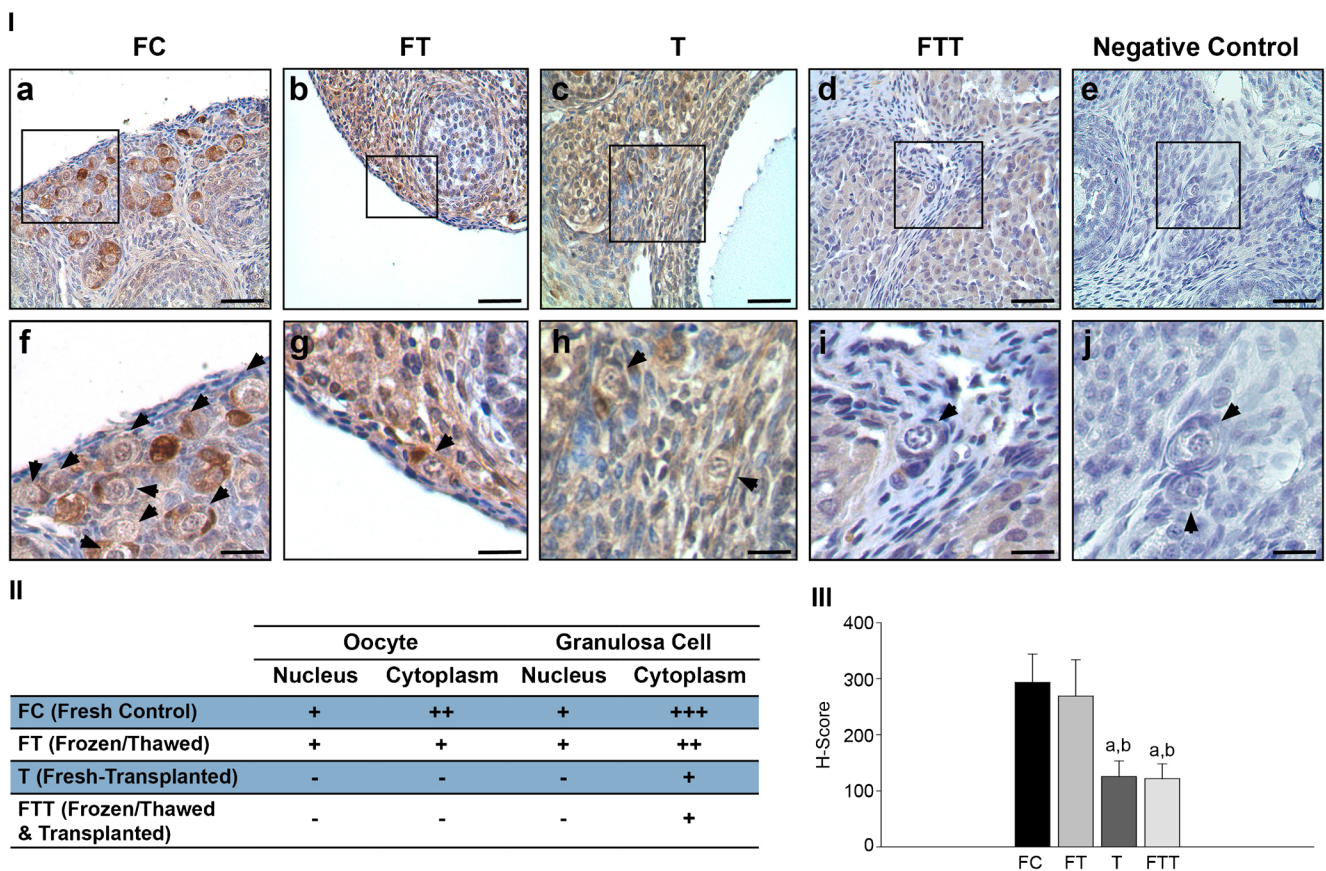 I
FC FT T FTT Negative Control
a b c d e
f g h i j
II
Oocyte Granulosa Cell
Nucleus Cytoplasm Nucleus Cytoplasm
FC (Fresh Control) + ++ + +++
FT (Frozen/Thawed) + + + ++
T (Fresh-Transplanted) - - - +
FTT (Frozen/Thawed
& Transplanted) - - - +
III
400
300
200
100
0
H-Score
a,b a,b
FC FT T FTT